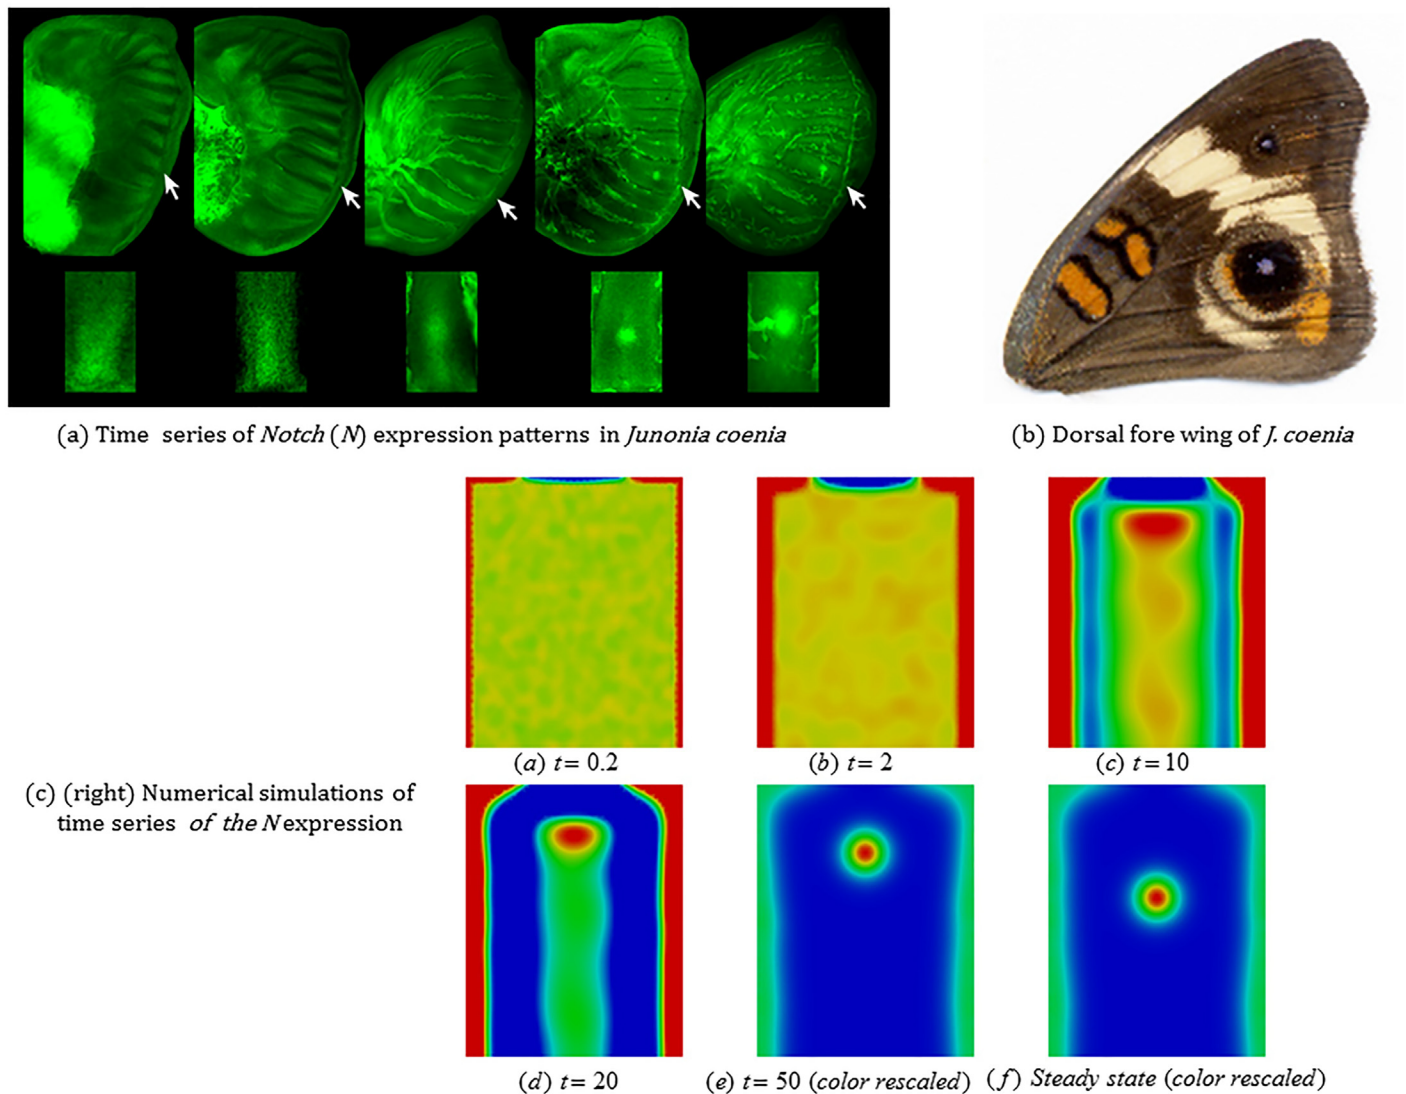 (a) Time series of Notch (N) expression patterns in Junonia coenia
(b) Dorsal fore wing of J. coenia
(a) t= 0.2
(b) t= 2
(c) t= 10
(c) (right) Numerical simulations of
time series of the N expression
(d) t= 20
(e) t= 50 (color rescaled)
(f) Steady state (color rescaled)